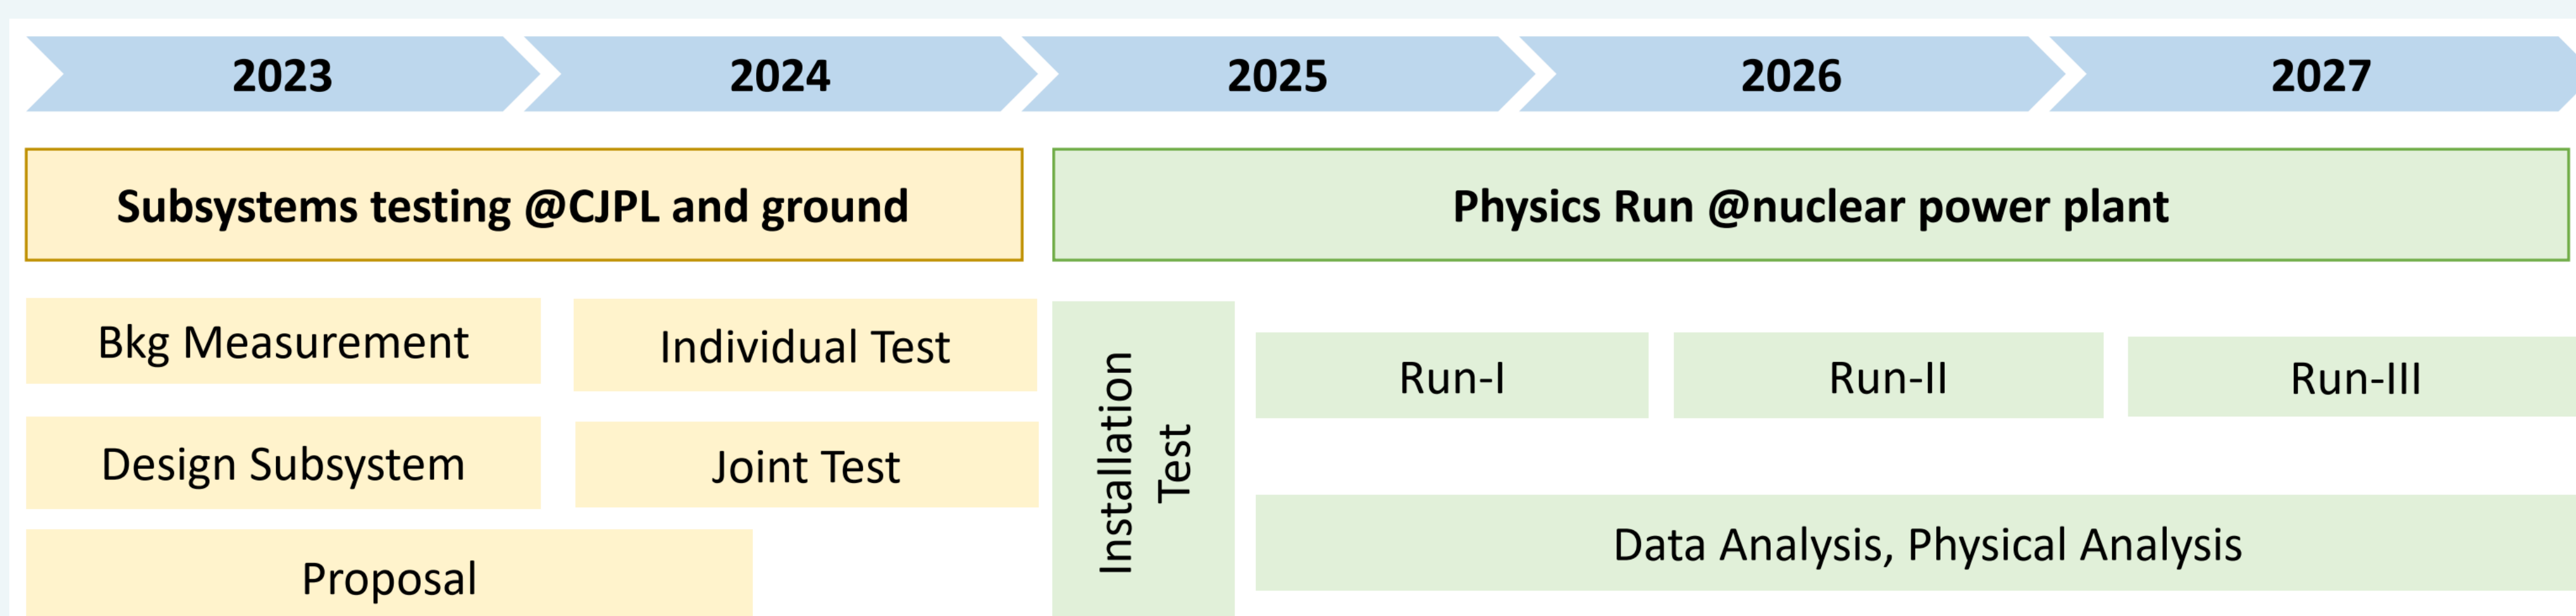 2023
2024
2025
2026
2027
Subsystems testing @CJPL and ground
Physics Run @nuclear power plant
Bkg Measurement
Individual Test
Design Subsystem
Joint Test
Proposal
Installation
Test
Run-I
Run-II
Run-III
Data Analysis, Physical Analysis